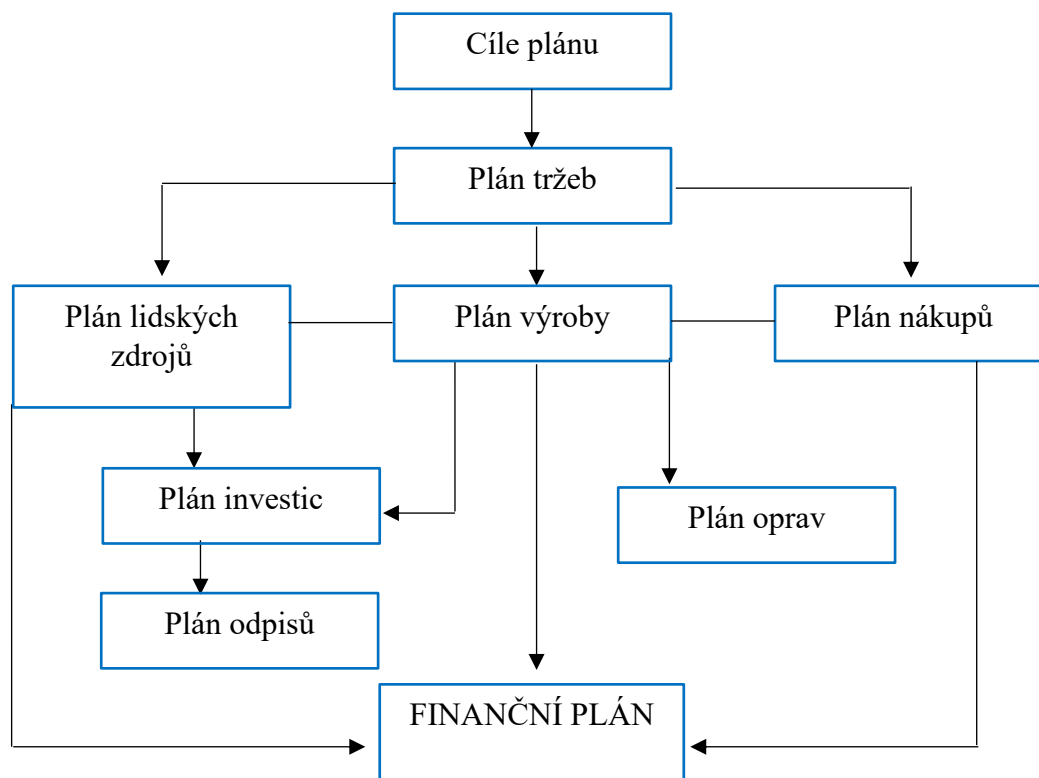 Cíle plánu
Plán tržeb
Plán lidských
zdrojů
Plán výroby
Plán nákupů
Plán investic
Plán oprav
Plán odpisů
FINANČNÍ PLÁN